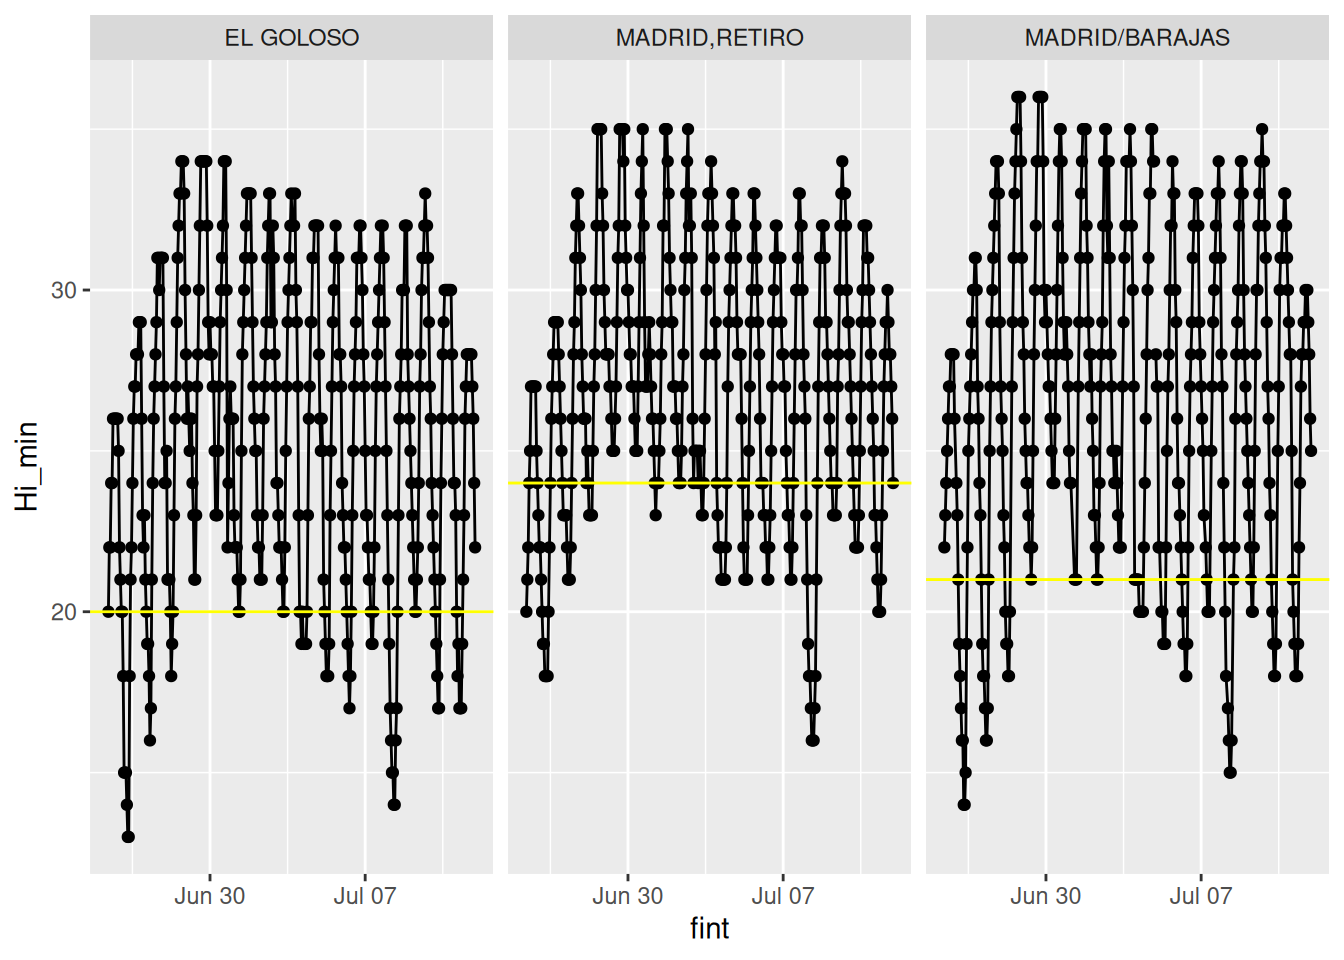 EL GOLOSO
MADRID,RETIRO
MADRID/BARAJAS
Hi_min
30
20
Jun 30
Jul 07
Jun 30
Jul 07
Jun 30
Jul 07
fint